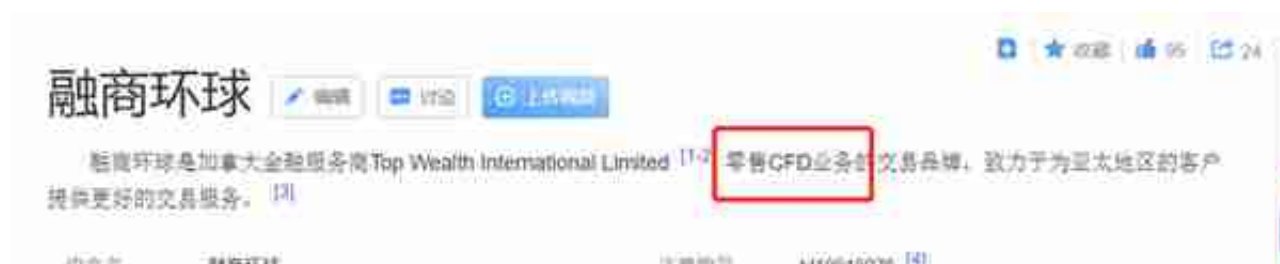 收藏 95 24
融商环球 编辑 讨论 上传视频
融商环球是加拿大金融服务商Top Wealth International Limited [1-2] 零售CFD业务的交易品牌，致力于为亚太地区的客户
提供更好的交易服务。 [3]
中文名 融商环球 [4]